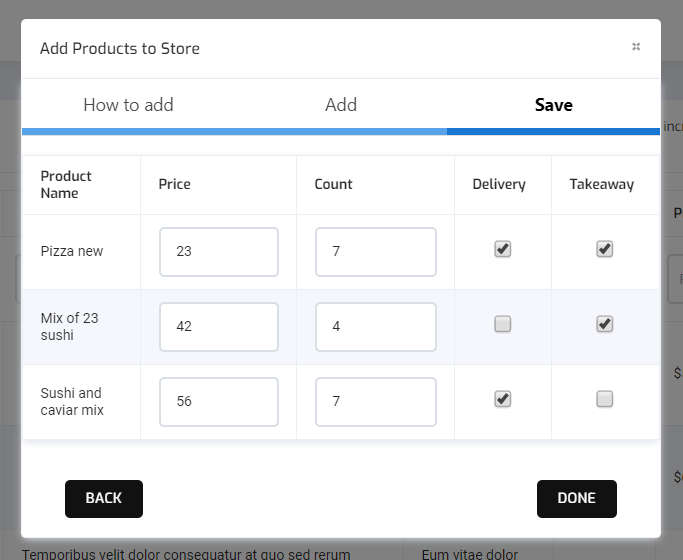 Add Products to Store
How to add Add Save
incr
Product Price Count Delivery Takeaway
Name
P
Pizza new 23 7
Mix of 23 42 4
sushi
$
Sushi and 56 7
caviar mix
$
BACK DONE
Temporibus velit dolor consequatur at quo sed rerum Eum vitae dolor